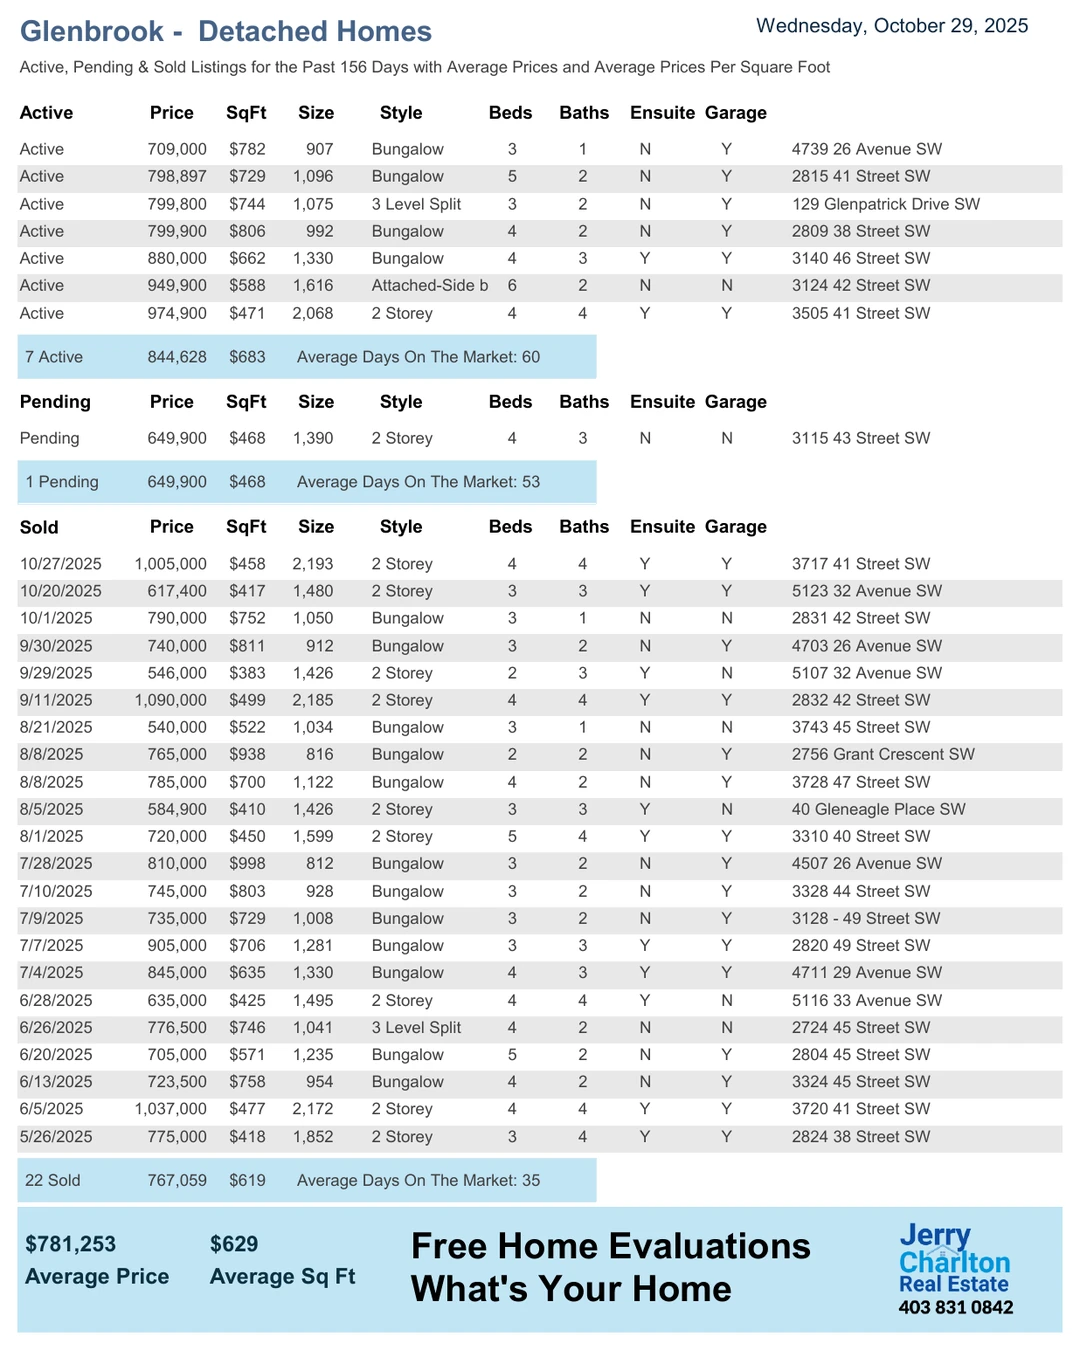 Glenbrook - Detached Homes
Wednesday, October 29, 2025
Active, Pending & Sold Listings for the Past 156 Days with Average Prices and Average Prices Per Square Foot
Active Price SqFt Size Style Beds Baths Ensuite Garage
Active 709,000 $782 907 Bungalow 3 1 N Y 4739 26 Avenue SW
Active 798,897 $729 1,096 Bungalow 5 2 N Y 2815 41 Street SW
Active 799,800 $744 1,075 3 Level Split 3 2 N Y 129 Glenpatrick Drive SW
Active 799,900 $806 992 Bungalow 4 2 N Y 2809 38 Street SW
Active 880,000 $662 1,330 Bungalow 4 3 Y Y 3140 46 Street SW
Active 949,900 $588 1,616 Attached-Side b 6 2 N N 3124 42 Street SW
Active 974,900 $471 2,068 2 Storey 4 4 Y Y 3505 41 Street SW
7 Active 844,628 $683 Average Days On The Market: 60
Pending Price SqFt Size Style Beds Baths Ensuite Garage
Pending 649,900 $468 1,390 2 Storey 4 3 N N 3115 43 Street SW
1 Pending 649,900 $468 Average Days On The Market: 53
Sold Price SqFt Size Style Beds Baths Ensuite Garage
10/27/2025 1,005,000 $458 2,193 2 Storey 4 4 Y Y 3717 41 Street SW
10/20/2025 617,400 $417 1,480 2 Storey 3 3 Y Y 5123 32 Avenue SW
10/1/2025 790,000 $752 1,050 Bungalow 3 1 N N 2831 42 Street SW
9/30/2025 740,000 $811 912 Bungalow 3 2 N Y 4703 26 Avenue SW
9/29/2025 546,000 $383 1,426 2 Storey 2 3 Y N 5107 32 Avenue SW
9/11/2025 1,090,000 $499 2,185 2 Storey 4 4 Y Y 2832 42 Street SW
8/21/2025 540,000 $522 1,034 Bungalow 3 1 N N 3743 45 Street SW
8/8/2025 765,000 $938 816 Bungalow 2 2 N Y 2756 Grant Crescent SW
8/8/2025 785,000 $700 1,122 Bungalow 4 2 N Y 3728 47 Street SW
8/5/2025 584,900 $410 1,426 2 Storey 3 3 Y N 40 Gleneagle Place SW
8/1/2025 720,000 $450 1,599 2 Storey 5 4 Y Y 3310 40 Street SW
7/28/2025 810,000 $998 812 Bungalow 3 2 N Y 4507 26 Avenue SW
7/10/2025 745,000 $803 928 Bungalow 3 2 N Y 3328 44 Street SW
7/9/2025 735,000 $729 1,008 Bungalow 3 2 N Y 3128 - 49 Street SW
7/7/2025 905,000 $706 1,281 Bungalow 3 3 Y Y 2820 49 Street SW
7/4/2025 845,000 $635 1,330 Bungalow 4 3 Y Y 4711 29 Avenue SW
6/28/2025 635,000 $425 1,495 2 Storey 4 4 Y N 5116 33 Avenue SW
6/26/2025 776,500 $746 1,041 3 Level Split 4 2 N N 2724 45 Street SW
6/20/2025 705,000 $571 1,235 Bungalow 5 2 N Y 2804 45 Street SW
6/13/2025 723,500 $758 954 Bungalow 4 2 N Y 3324 45 Street SW
6/5/2025 1,037,000 $477 2,172 2 Storey 4 4 Y Y 3720 41 Street SW
5/26/2025 775,000 $418 1,852 2 Storey 3 4 Y Y 2824 38 Street SW
22 Sold 767,059 $619 Average Days On The Market: 35
$781,253 $629
Average Price Average Sq Ft
Free Home Evaluations
What's Your Home
Jerry
Charlton
Real Estate
403 831 0842